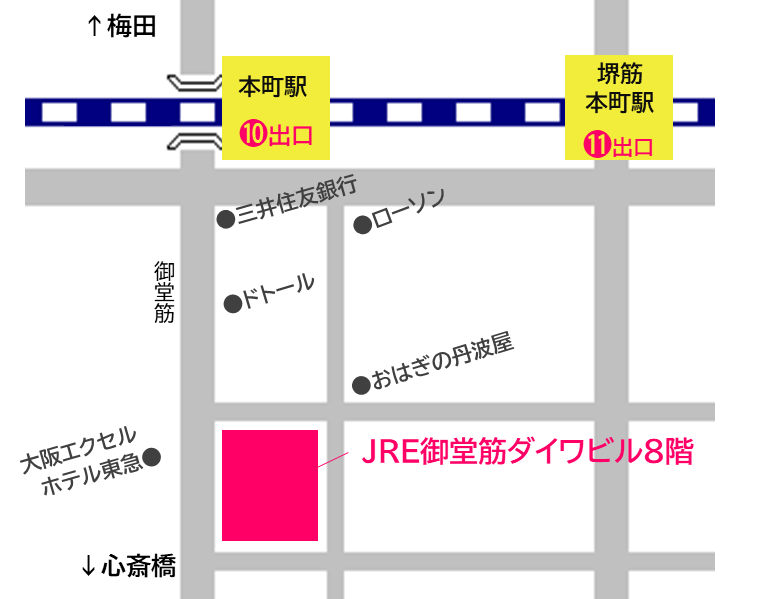 ↑梅田
本町駅
⑩出口
堺筋
本町駅
⑪出口
三井住友銀行
ローソン
御堂筋
ドトール
おはぎの丹波屋
大阪エクセル
ホテル東急
JRE御堂筋ダイワビル8階
↓心斎橋